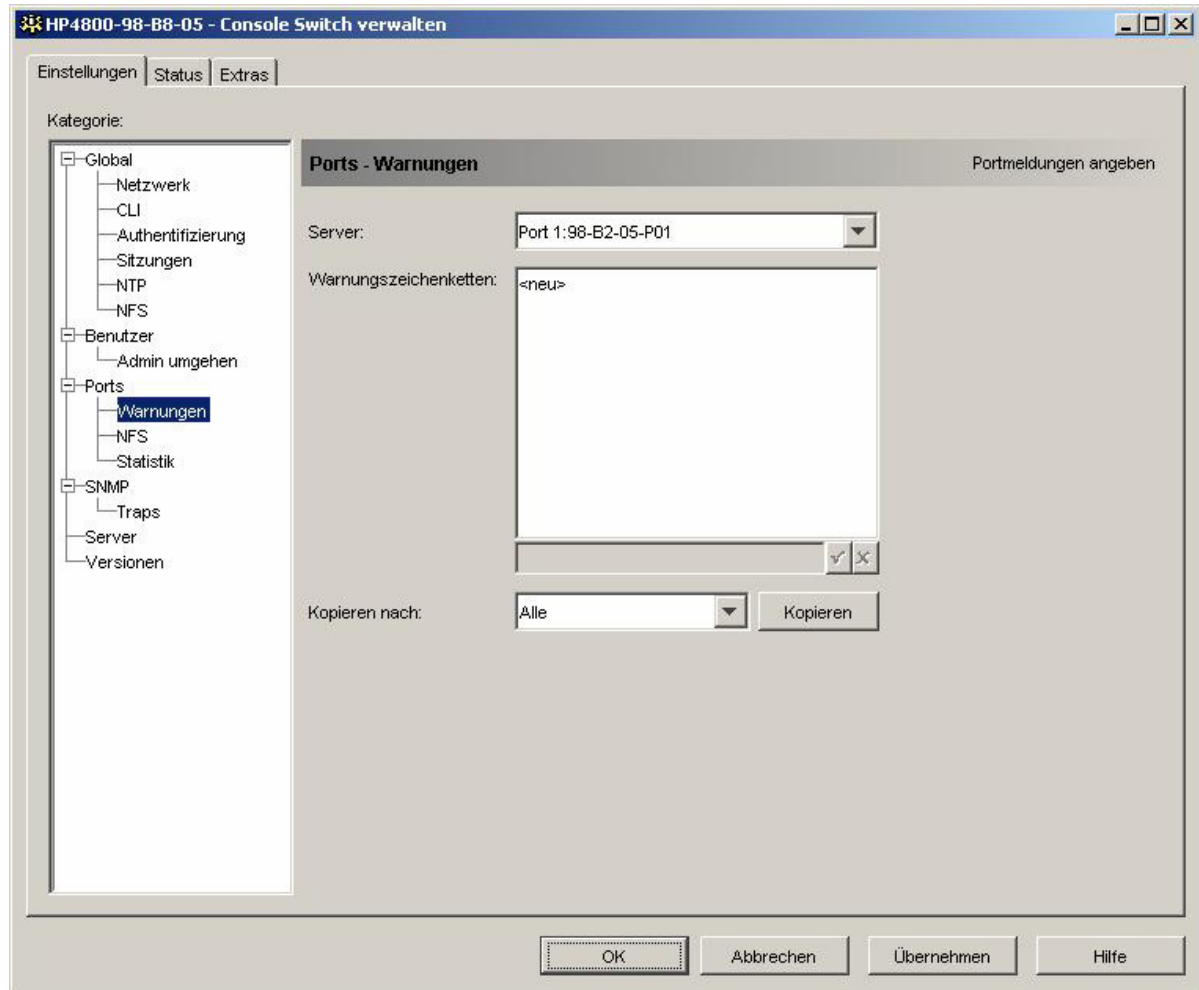 HP4800-98-B8-05 - Console Switch verwalten
Einstellungen Status Extras
Kategorie:
Global
Netzwerk
CLI
Authentifizierung
Sitzungen
NTP
NFS
Benutzer
Admin umgehen
Ports
Warnungen
NFS
Statistik
SNMP
Traps
Server
Versionen
Ports - Warnungen Portmeldungen angeben
Server: Port 1:98-B2-05-P01
Warnungszeichenketten: <neu>
Kopieren nach: Alle Kopieren
OK Abbrechen Übernehmen Hilfe